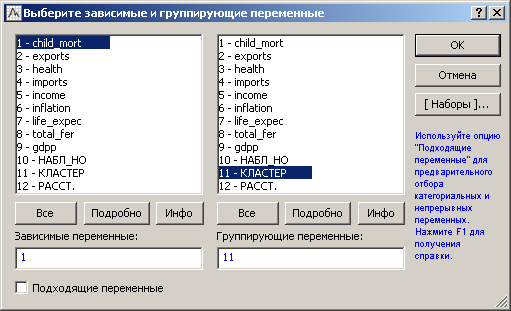 Выберите зависимые и группирующие переменные
1 - child_mort
2 - exports
3 - health
4 - imports
5 - income
6 - inflation
7 - life_expec
8 - total_fer
9 - gdpp
10 - НАБЛ_НО
11 - КЛАСТЕР
12 - РАССТ.
Все Подробно Инфо
Зависимые переменные:
1
1 - child_mort
2 - exports
3 - health
4 - imports
5 - income
6 - inflation
7 - life_expec
8 - total_fer
9 - gdpp
10 - НАБЛ_НО
11 - КЛАСТЕР
12 - РАССТ.
Все Подробно Инфо
Группирующие переменные:
11
OK
Отмена
[ Наборы ]...
Используйте опцию
"Подходящие
переменные" для
предварительного
отбора
категориальных и
непрерывных
переменных.
Нажмите F1 для
получения
справки.
Подходящие переменные